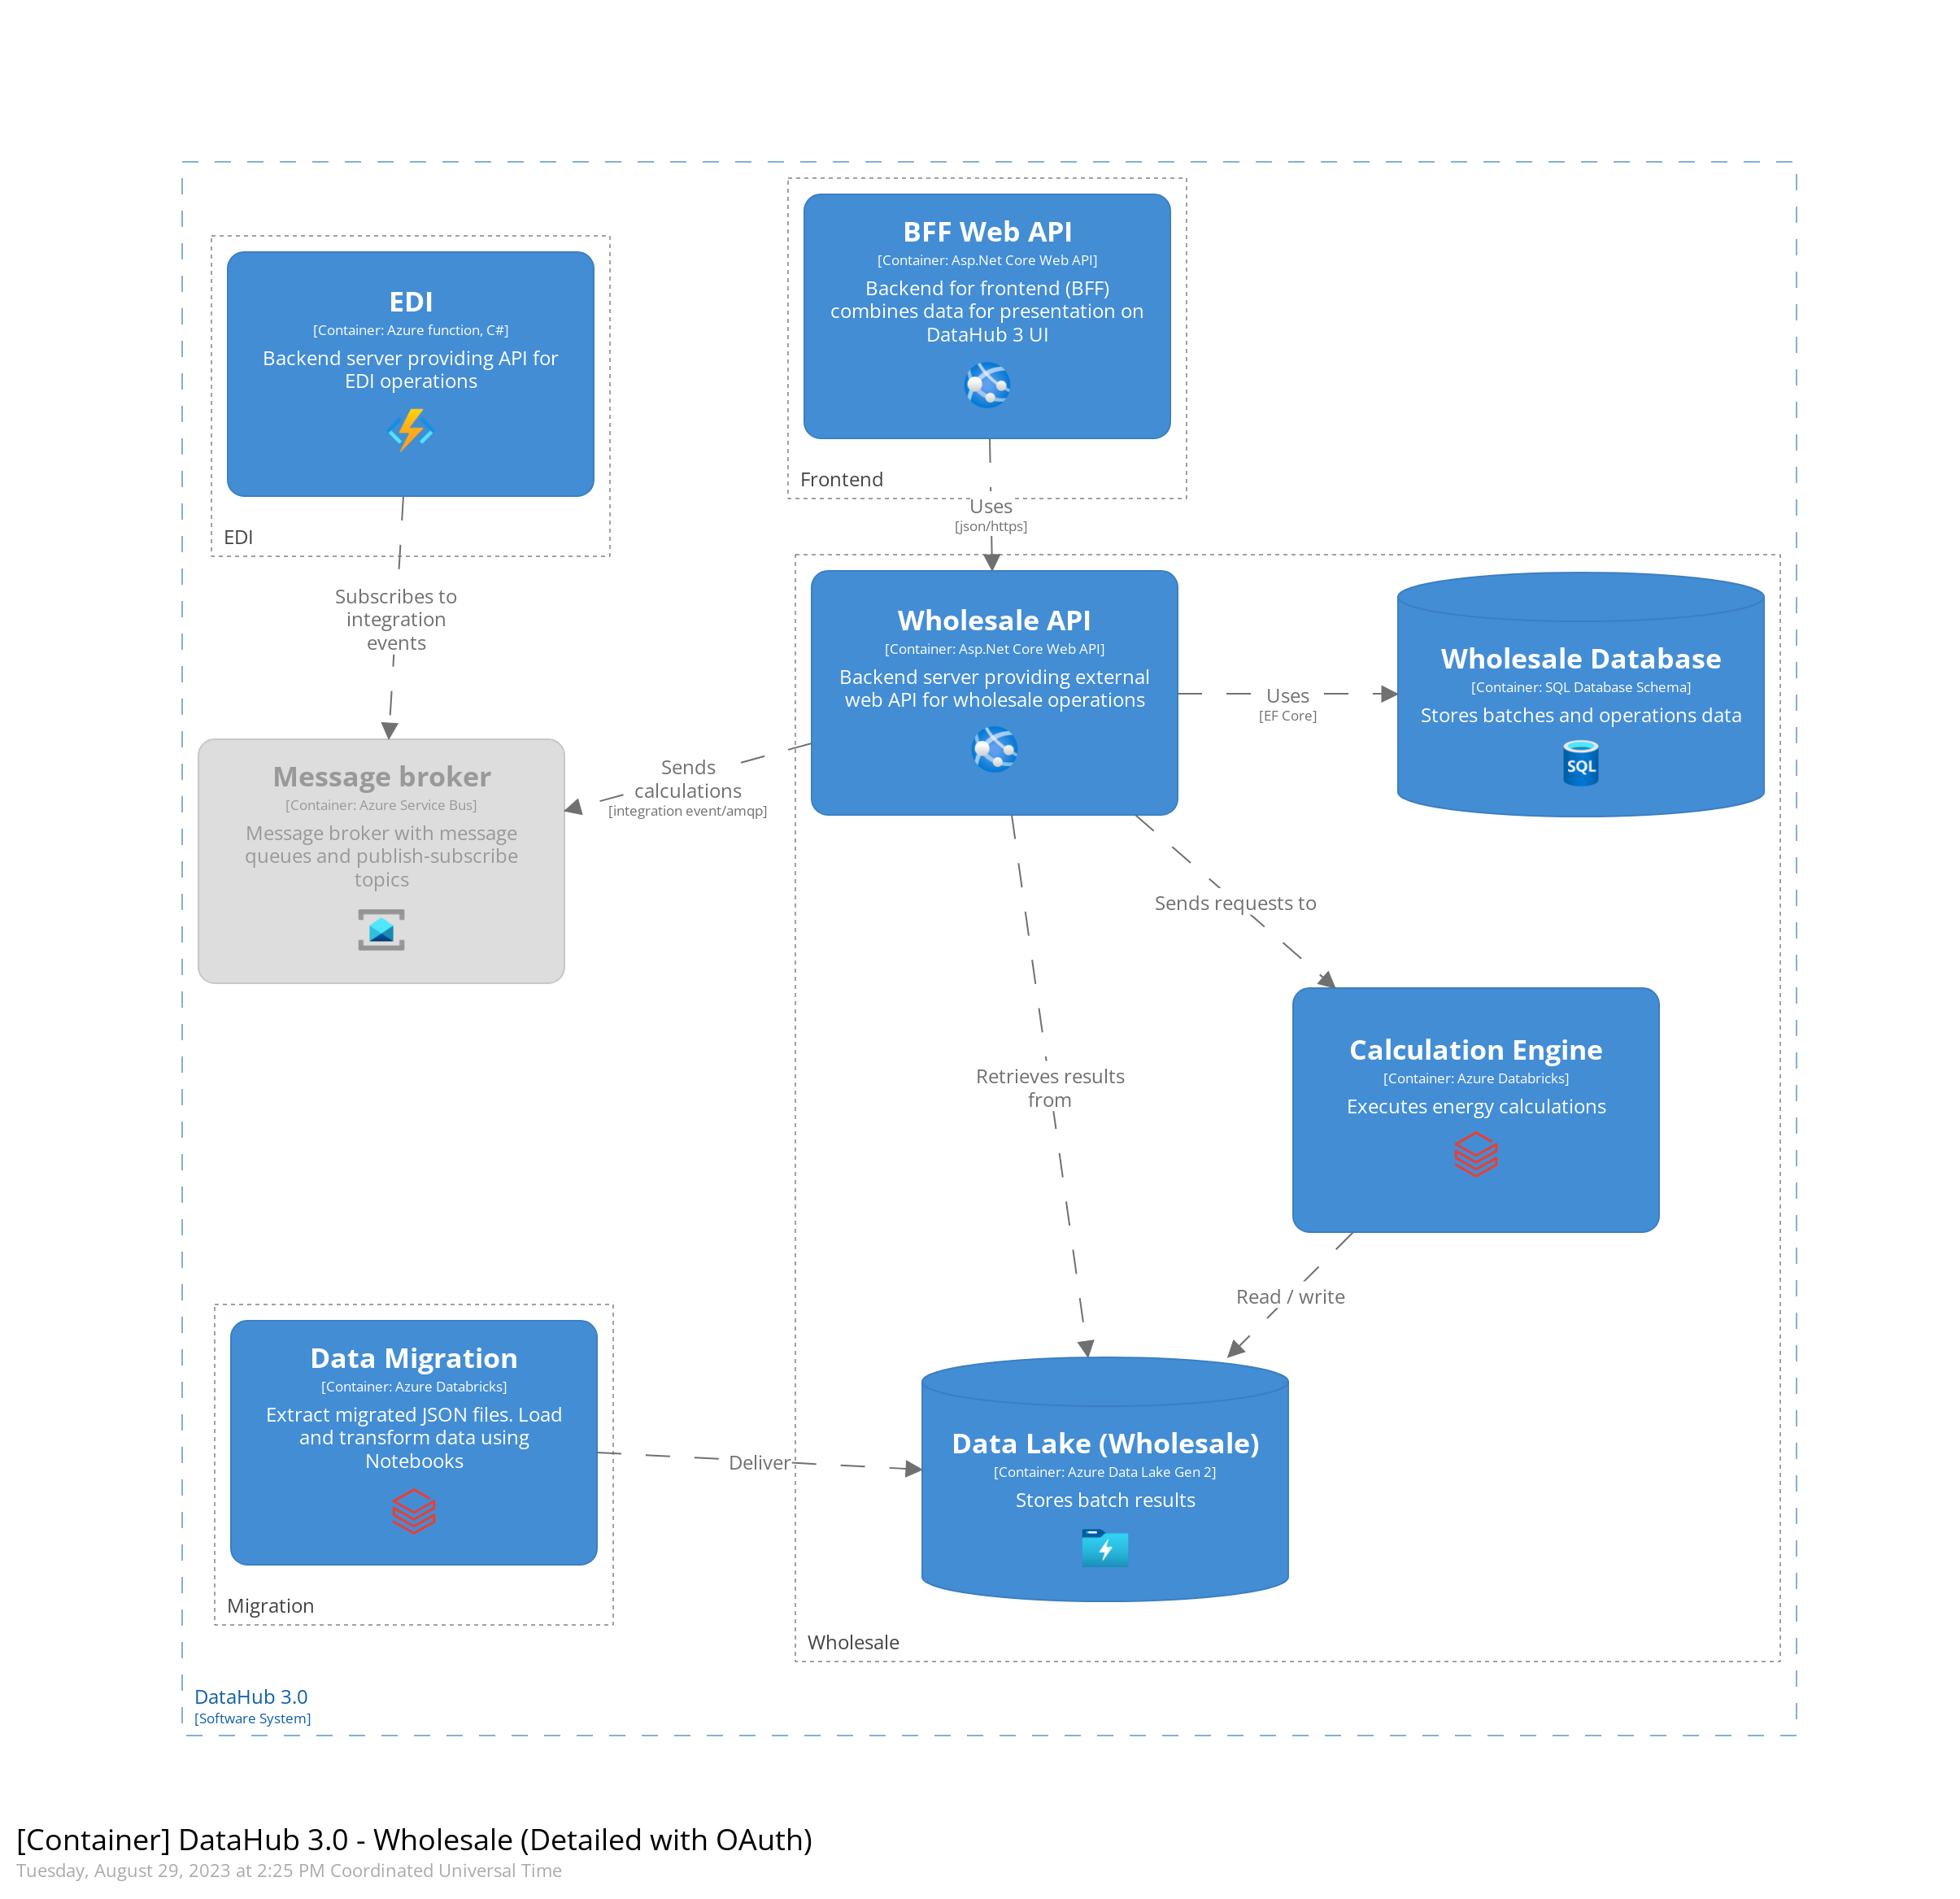 BFF Web API
[Container: Asp.Net Core Web API]
Backend for frontend (BFF)
combines data for presentation on
DataHub 3 UI
Frontend
EDI
[Container: Azure function, C#]
Backend server providing API for
EDI operations
EDI
Uses
[json/https]
Subscribes to
integration
events
Wholesale API
[Container: Asp.Net Core Web API]
Backend server providing external
web API for wholesale operations
Uses
[EF Core]
Wholesale Database
[Container: SQL Database Schema]
Stores batches and operations data
SQL
Message broker
[Container: Azure Service Bus]
Message broker with message
queues and publish-subscribe
topics
Sends
calculations
[integration event/amqp]
Sends requests to
Retrieves results
from
Calculation Engine
[Container: Azure Databricks]
Executes energy calculations
Read / write
Data Migration
[Container: Azure Databricks]
Extract migrated JSON files. Load
and transform data using
Notebooks
Migration
Deliver
Data Lake (Wholesale)
[Container: Azure Data Lake Gen 2]
Stores batch results
Wholesale
DataHub 3.0
[Software System]
[Container] DataHub 3.0 - Wholesale (Detailed with OAuth)
Tuesday, August 29, 2023 at 2:25 PM Coordinated Universal Time